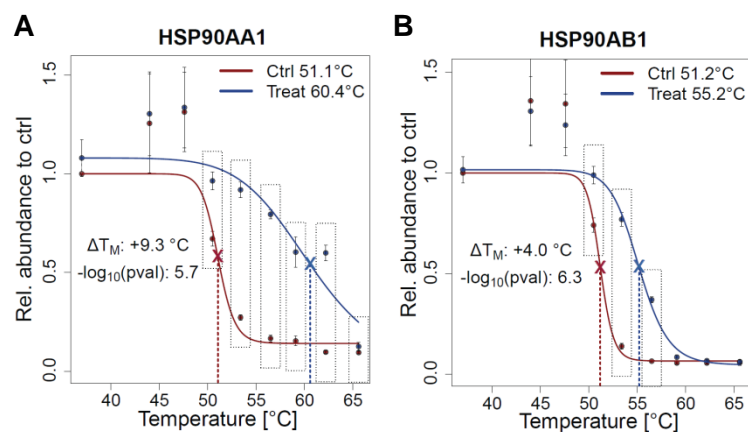 A
HSP90AA1
Ctrl 51.1°C
Treat 60.4°C
Rel. abundance to ctrl
1.5
1.0
0.5
0.0
ΔTM: +9.3 °C
-log10(pval): 5.7
40 45 50 55 60 65
Temperature [°C]
B
HSP90AB1
Ctrl 51.2°C
Treat 55.2°C
Rel. abundance to ctrl
1.5
1.0
0.5
0.0
ΔTM: +4.0 °C
-log10(pval): 6.3
40 45 50 55 60 65
Temperature [°C]